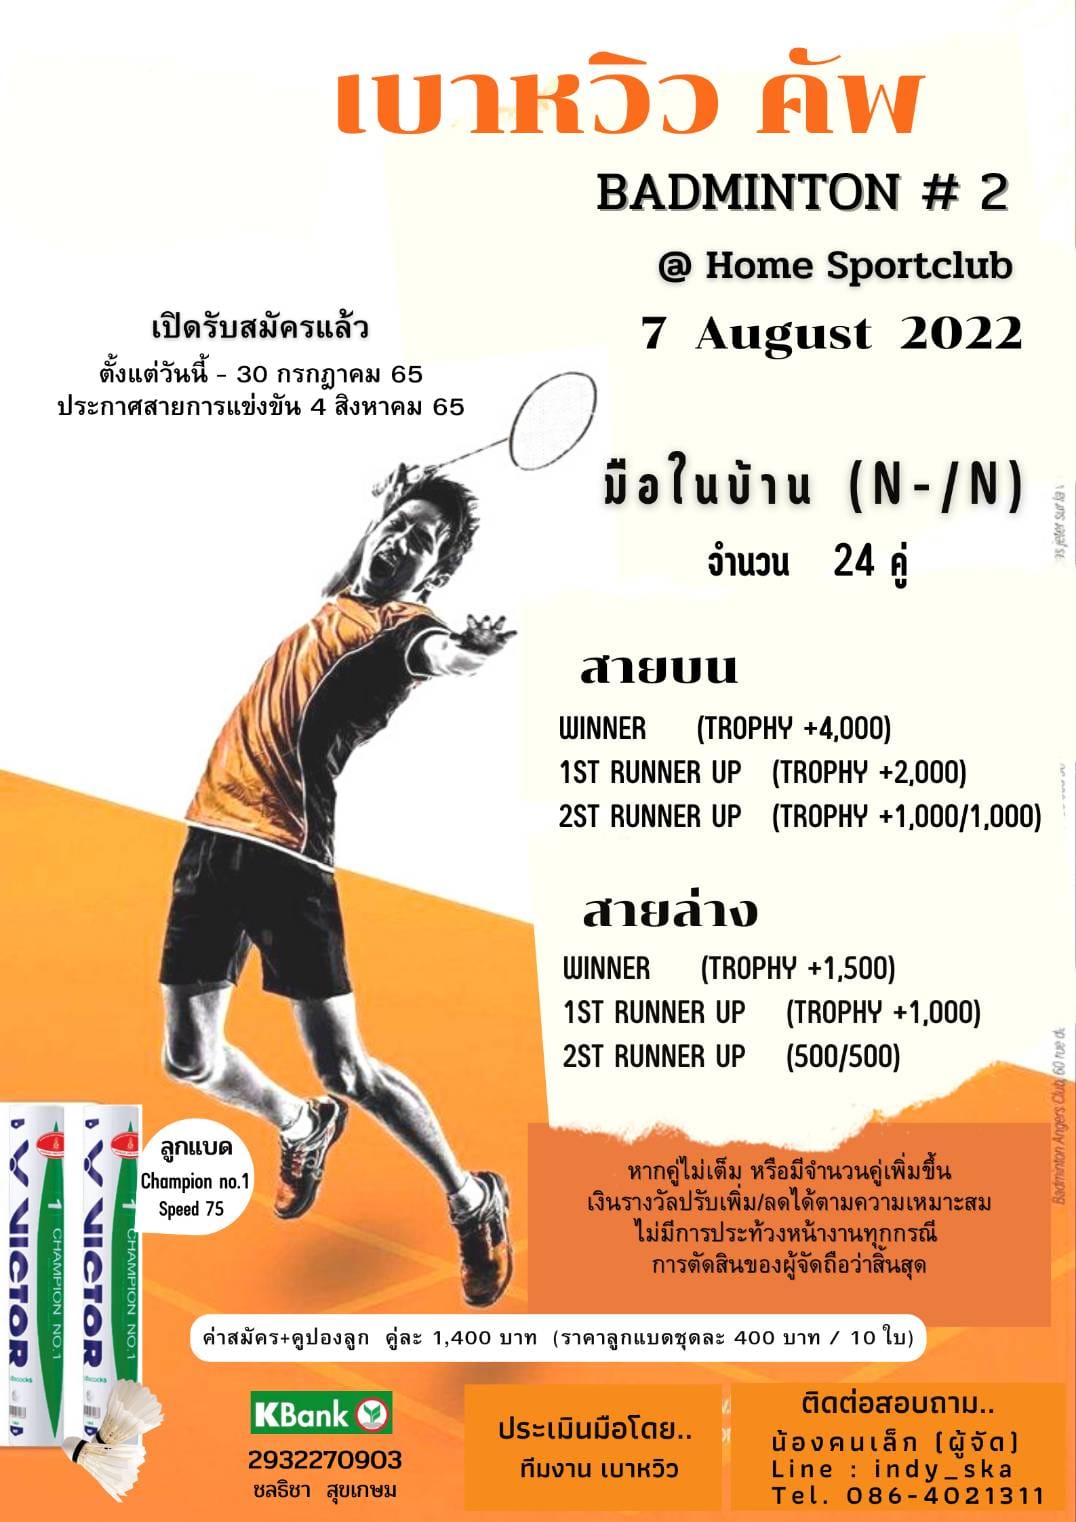 เบาหวิว คัพ
BADMINTON # 2
@ Home Sportclub
7 August 2022
เปิดรับสมัครแล้ว
ตั้งแต่วันนี้ - 30 กรกฎาคม 65
ประกาศสายการแข่งขัน 4 สิงหาคม 65
มือในบ้าน (N-/N)
จำนวน 24 คู่
สายบน
WINNER (TROPHY +4,000)
1ST RUNNER UP (TROPHY +2,000)
2ST RUNNER UP (TROPHY +1,000/1,000)
สายล่าง
WINNER (TROPHY +1,500)
1ST RUNNER UP (TROPHY +1,000)
2ST RUNNER UP (500/500)
Badminton Angers Club, 60 rue de
ลูกแบด
Champion no.1
Speed 75
VICTOR
1 CHAMPION NO.1
VICTOR
1 CHAMPION NO.1
หากคู่ไม่เต็ม หรือมีจำนวนคู่เพิ่มขึ้น
เงินรางวัลปรับเพิ่ม/ลดได้ตามความเหมาะสม
ไม่มีการประท้วงหน้างานทุกกรณี
การตัดสินของผู้จัดถือว่าสิ้นสุด
ค่าสมัคร+คูปองลูก คู่ละ 1,400 บาท (ราคาลูกแบดชุดละ 400 บาท / 10 ใบ)
KBank
2932270903
ชลธิชา สุขเกษม
ประเมินมือโดย..
ทีมงาน เบาหวิว
ติดต่อสอบถาม..
น้องคนเล็ก (ผู้จัด)
Line : indy_ska
Tel. 086-4021311